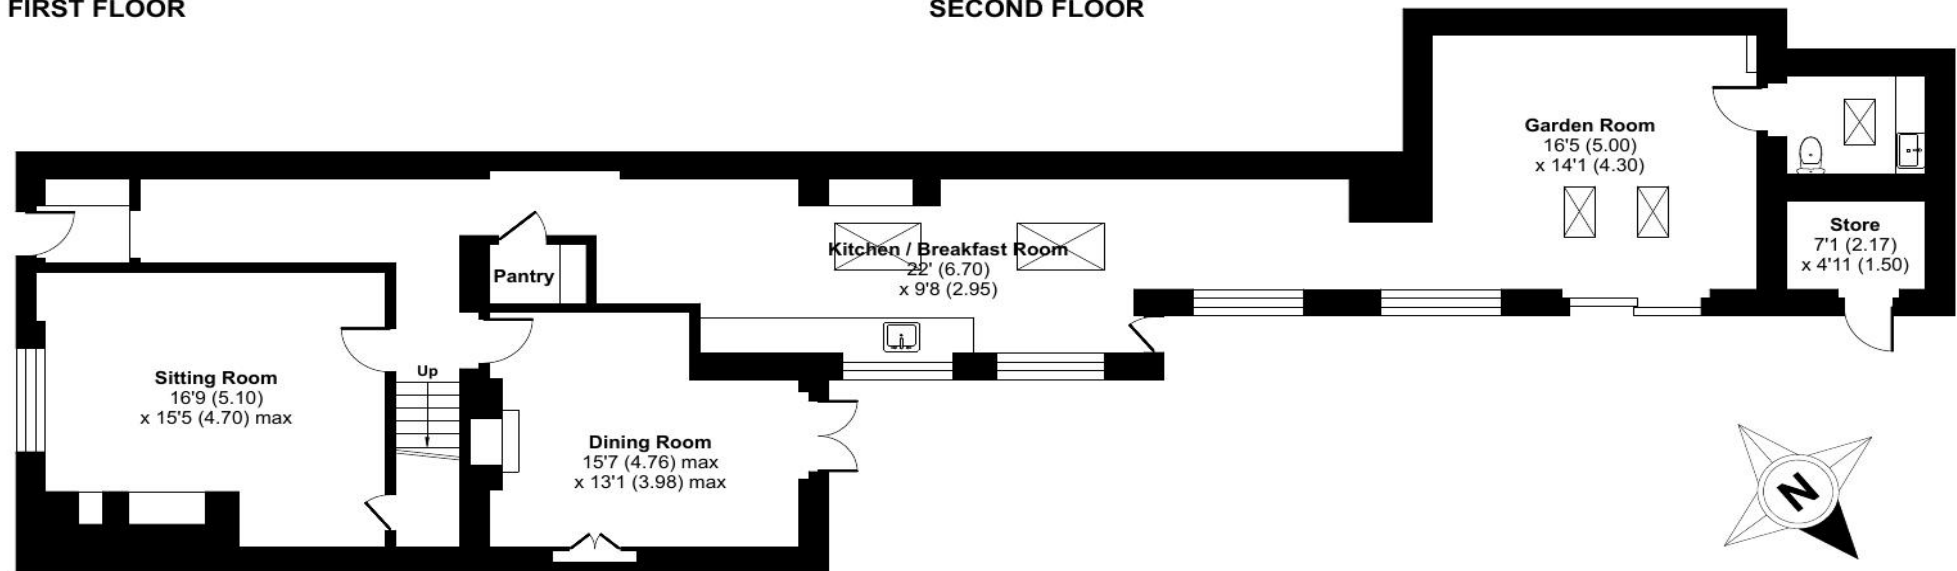 FIRST FLOOR
SECOND FLOOR
Garden Room
16'5 (5.00)
x 14'1 (4.30)
Store
7'1 (2.17)
x 4'11 (1.50)
Kitchen / Breakfast Room
22' (6.70)
x 9'8 (2.95)
Pantry
Sitting Room
16'9 (5.10)
x 15'5 (4.70) max
Up
Dining Room
15'7 (4.76) max
x 13'1 (3.98) max
N